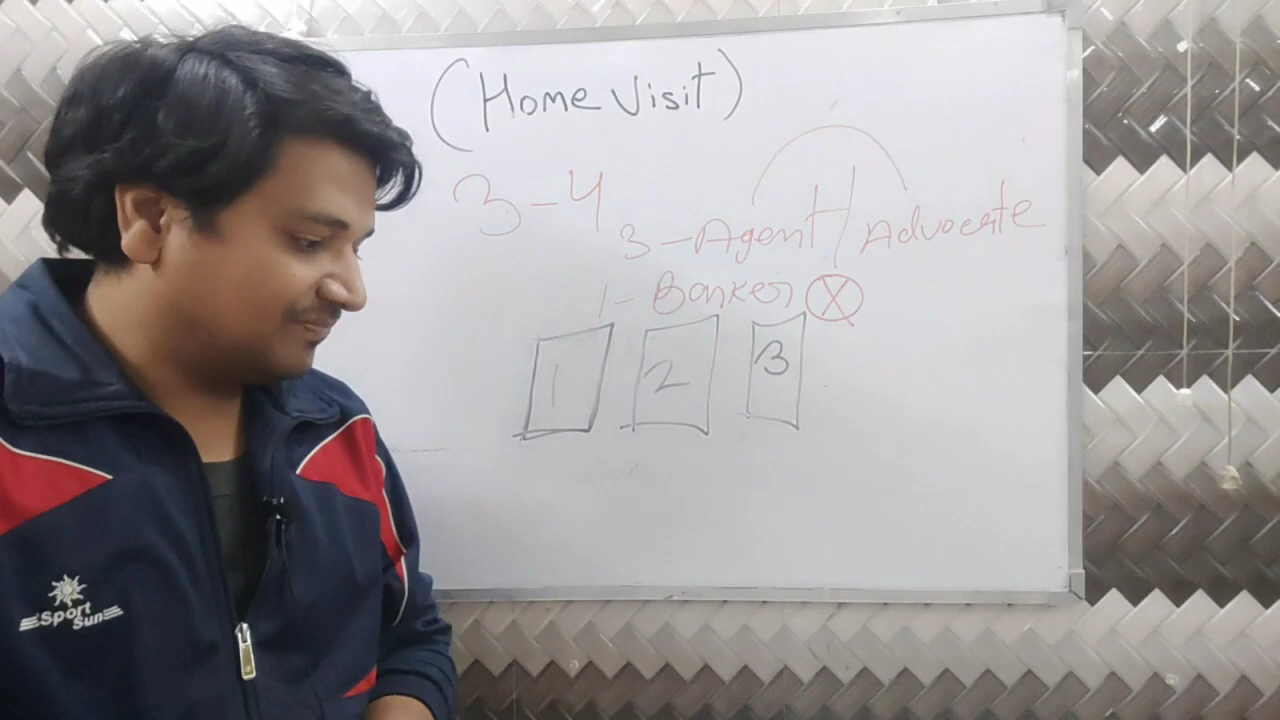 (Home Visit)
3-4
3-Agent/Advocate
1-Banker X
1 2 3
Sport
Sun